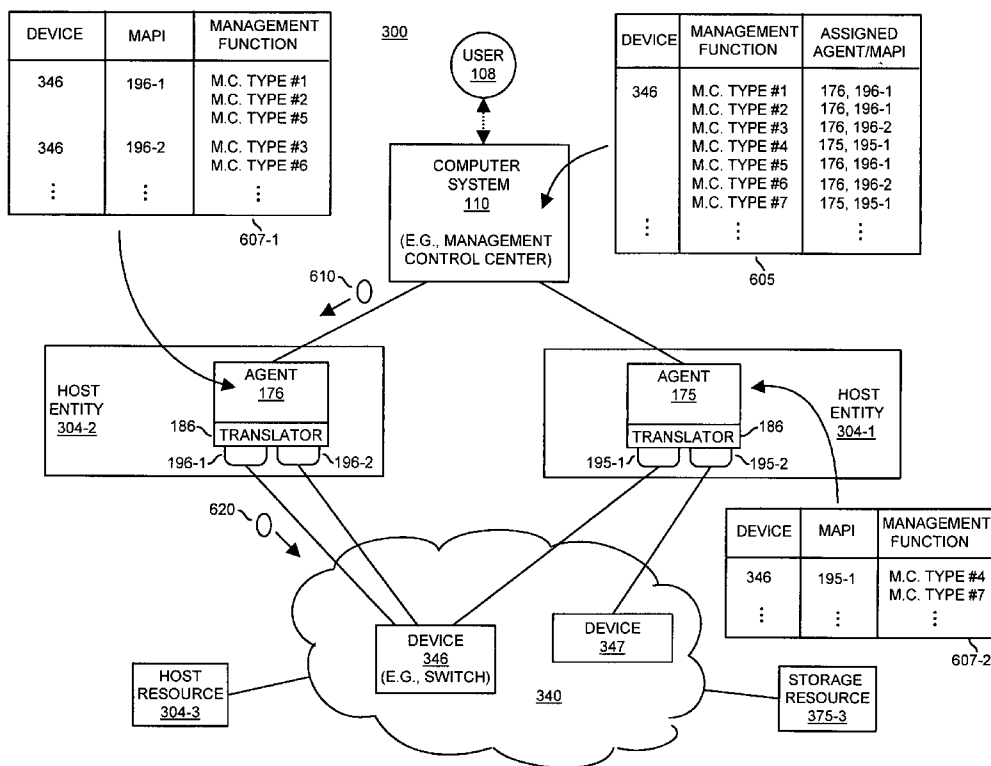 DEVICE MAPI MANAGEMENT FUNCTION
346 196-1 M.C. TYPE #1
M.C. TYPE #2
M.C. TYPE #5
346 196-2 M.C. TYPE #3
M.C. TYPE #6
⋮ ⋮ ⋮
607-1
300
USER
108
COMPUTER
SYSTEM
110
(E.G., MANAGEMENT
CONTROL CENTER)
DEVICE MANAGEMENT FUNCTION ASSIGNED AGENT/MAPI
346 M.C. TYPE #1 176, 196-1
M.C. TYPE #2 176, 196-1
M.C. TYPE #3 176, 196-2
M.C. TYPE #4 175, 195-1
M.C. TYPE #5 176, 196-1
M.C. TYPE #6 176, 196-2
M.C. TYPE #7 175, 195-1
⋮ ⋮ ⋮
605
610
HOST
ENTITY
304-2
AGENT
176
186
TRANSLATOR
196-1
196-2
AGENT
175
TRANSLATOR
186
195-1
195-2
HOST
ENTITY
304-1
620
DEVICE MAPI MANAGEMENT FUNCTION
346 195-1 M.C. TYPE #4
M.C. TYPE #7
⋮ ⋮ ⋮
607-2
DEVICE
346
(E.G., SWITCH)
DEVICE
347
340
HOST
RESOURCE
304-3
STORAGE
RESOURCE
375-3